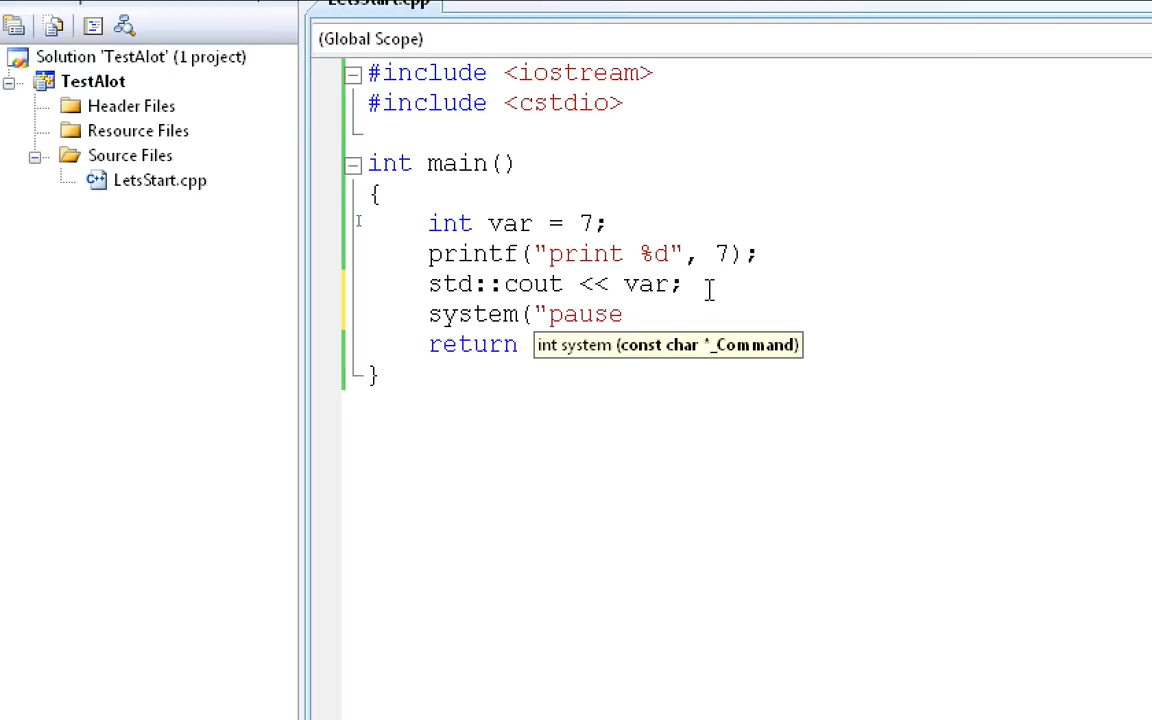 LetsStart.cpp
Solution 'TestAlot' (1 project)
TestAlot
Header Files
Resource Files
Source Files
LetsStart.cpp
(Global Scope)
#include <iostream>
#include <cstdio>
int main()
{
int var = 7;
printf("print %d", 7);
std::cout << var;
system("pause
return
int system (const char *_Command)
}